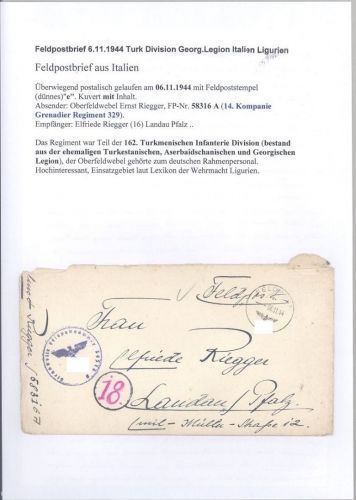 Feldpostbrief 6.11.1944 Turk Division Georg.Legion Italien Ligurien
Feldpostbrief aus Italien
Überwiegend postalisch gelaufen am 06.11.1944 mit Feldpoststempel
(dünnes)"e". Kuvert mit Inhalt.
Absender: Oberfeldwebel Ernst Riegger, FP-Nr. 58316 A (14. Kompanie
Grenadier Regiment 329).
Empfänger: Elfriede Riegger (16) Landau Pfalz ..
Das Regiment war Teil der 162. Turkmenischen Infanterie Division (bestand
aus der ehemaligen Turkestanischen, Aserbaidschanischen und Georgischen
Legion), der Oberfeldwebel gehörte zum deutschen Rahmenpersonal.
Hochinteressant, Einsatzgebiet laut Lexikon der Wehrmacht Ligurien.
Feldpost
Frau
Elfriede Riegger
18
Landau / Pfalz.
Müller-Straße 12.
Riegger